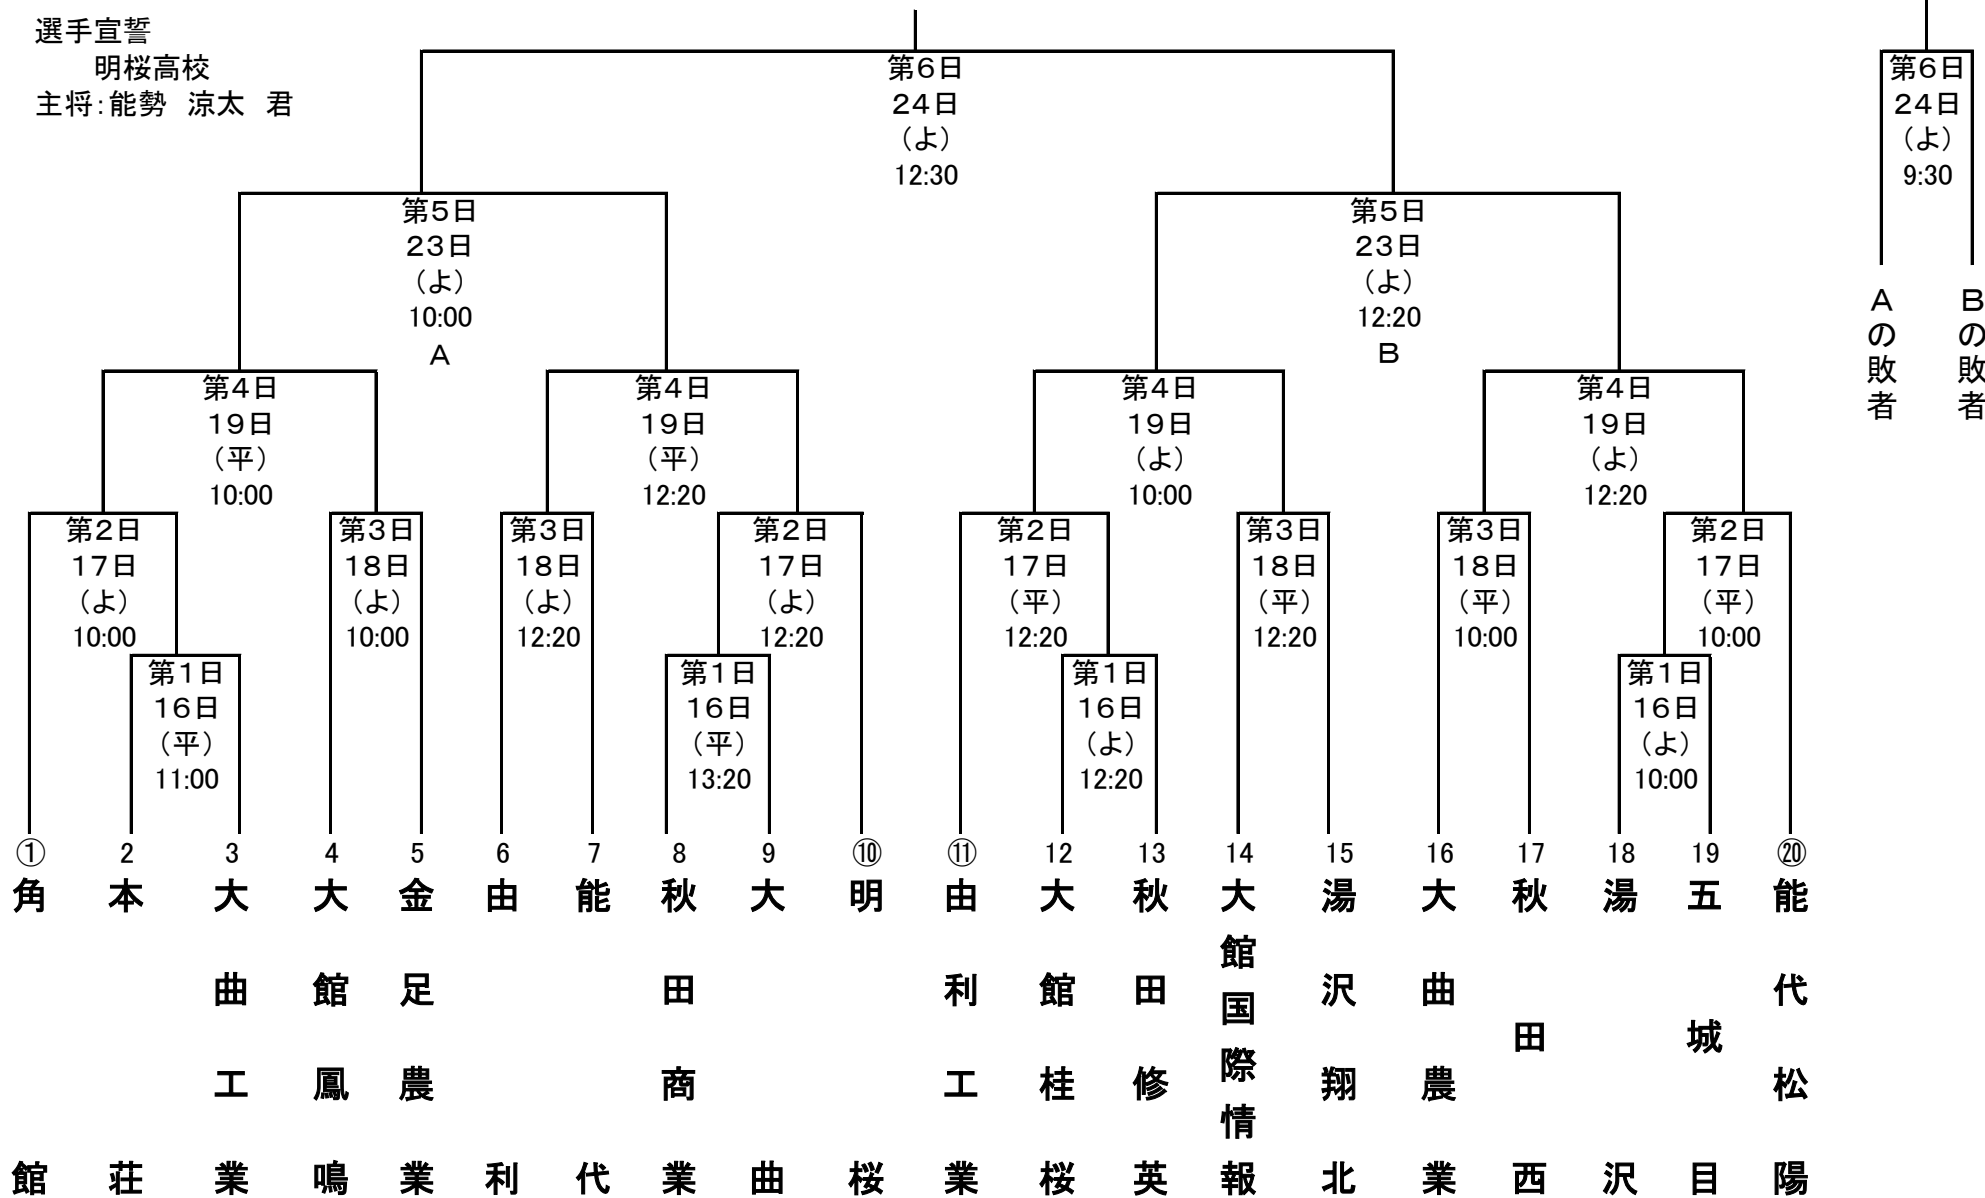 選手宣誓
明桜高校
主将：能勢　涼太　君
第６日
２４日
（よ）
12:30
第６日
２４日
（よ）
9:30
Ａの敗者
Ｂの敗者
第５日
２３日
（よ）
10:00
Ａ
第５日
２３日
（よ）
12:20
Ｂ
第４日
１９日
（平）
10:00
第４日
１９日
（平）
12:20
第４日
１９日
（よ）
10:00
第４日
１９日
（よ）
12:20
第２日
１７日
（よ）
10:00
第３日
１８日
（よ）
10:00
第３日
１８日
（よ）
12:20
第２日
１７日
（よ）
12:20
第２日
１７日
（平）
12:20
第３日
１８日
（平）
12:20
第３日
１８日
（平）
10:00
第２日
１７日
（平）
10:00
第１日
１６日
（平）
11:00
第１日
１６日
（平）
13:20
第１日
１６日
（よ）
12:20
第１日
１６日
（よ）
10:00
① 角館
2 本荘
3 大曲工業
4 大館鳳鳴
5 金足農業
6 由利
7 能代
8 秋田商業
9 大曲
⑩ 明桜
⑪ 由利工業
12 大館桂桜
13 秋田修英
14 大館国際情報
15 湯沢翔北
16 大曲農業
17 秋田西
18 湯沢
19 五城目
⑳ 能代松陽